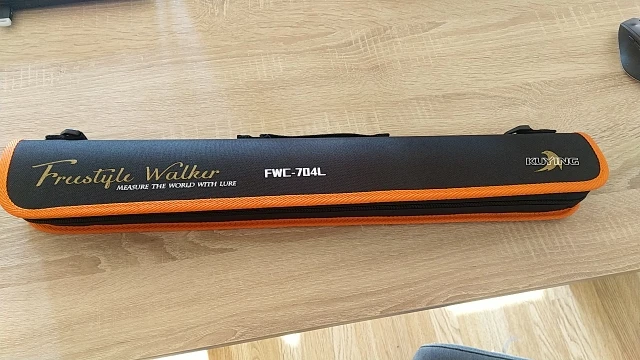 Freestyle Walker
MEASURE THE WORLD WITH LURE
FWC-704L
KUYING